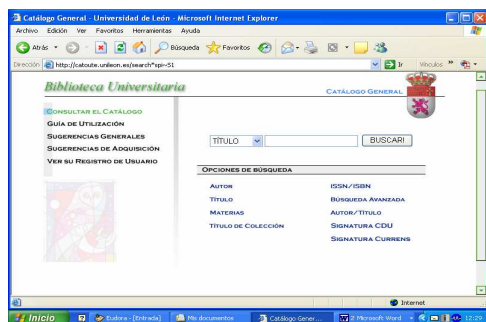 Catálogo General - Universidad de León - Microsoft Internet Explorer
Archivo Edición Ver Favoritos Herramientas Ayuda
Atrás Búsqueda Favoritos
Dirección http://catoute.unileon.es/search*spi~S1 Ir Vínculos »
Biblioteca Universitaria
CATÁLOGO GENERAL
CONSULTAR EL CATÁLOGO
GUÍA DE UTILIZACIÓN
SUGERENCIAS GENERALES
SUGERENCIAS DE ADQUISICIÓN
VER SU REGISTRO DE USUARIO
TÍTULO BUSCAR!
OPCIONES DE BÚSQUEDA
AUTOR ISSN/ISBN
TÍTULO BÚSQUEDA AVANZADA
MATERIAS AUTOR/TÍTULO
TÍTULO DE COLECCIÓN SIGNATURA CDU
SIGNATURA CURRENS
Internet
Inicio Eudora - [Entrada] Mis documentos Catálogo Gener... 2 Microsoft Word 12:29